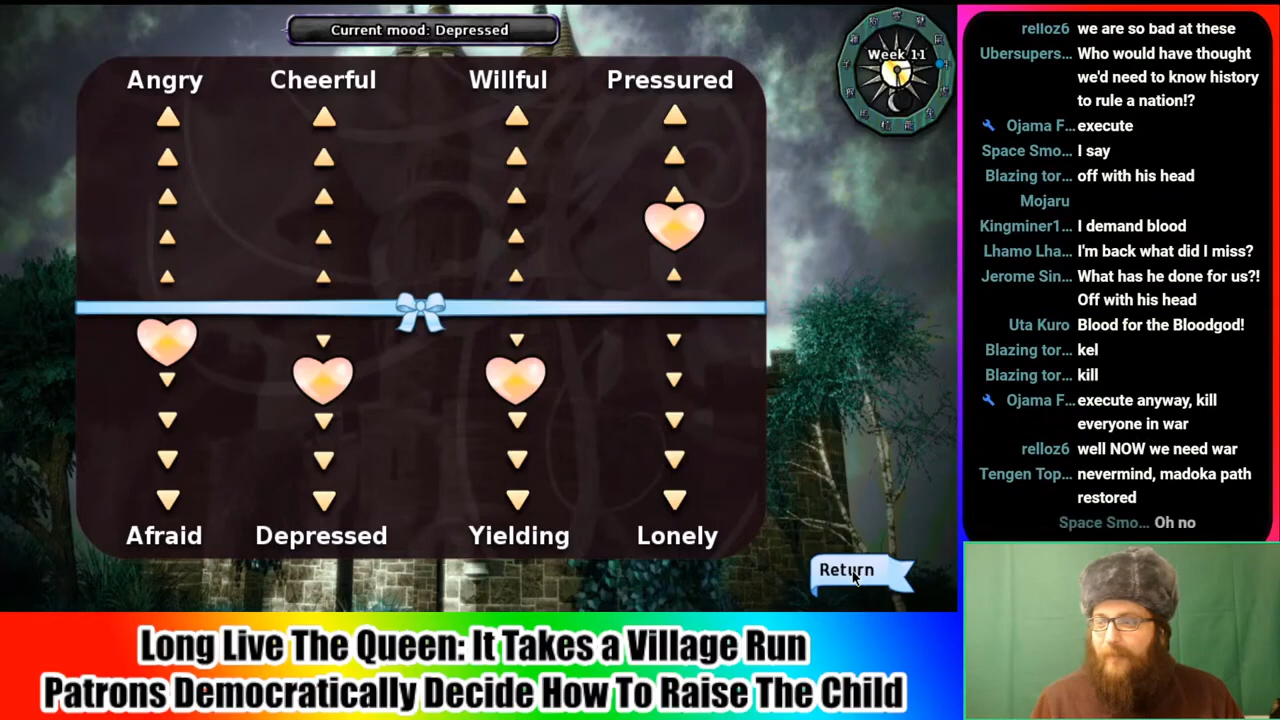 Current mood: Depressed
Week 11
Angry Cheerful Willful Pressured
Afraid Depressed Yielding Lonely
Return
relloz6 we are so bad at these
Ubersupers... Who would have thought
we'd need to know history
to rule a nation!?
Ojama F... execute
Space Smo... I say
Blazing tor... off with his head
Mojaru
Kingminer1... I demand blood
Lhamo Lha... I'm back what did I miss?
Jerome Sin... What has he done for us?!
Off with his head
Uta Kuro Blood for the Bloodgod!
Blazing tor... kel
Blazing tor... kill
Ojama F... execute anyway, kill
everyone in war
relloz6 well NOW we need war
Tengen Top... nevermind, madoka path
restored
Space Smo... Oh no
Long Live The Queen: It Takes a Village Run
Patrons Democratically Decide How To Raise The Child